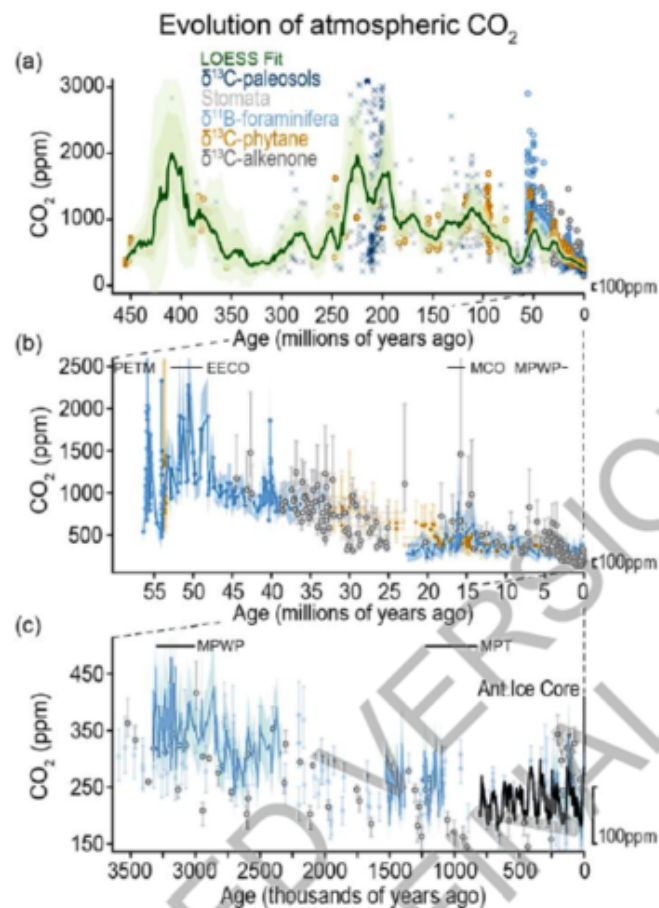 Evolution of atmospheric CO₂
(a)
LOESS Fit
δ¹³C-paleosols
Stomata
δ¹¹B-foraminifera
δ¹³C-phytane
δ¹³C-alkenone
CO₂ (ppm)
3000
2000
1000
0
450 400 350 300 250 200 150 100 50 0
100ppm
Age (millions of years ago)
(b)
PETM EECO MCO MPWP
CO₂ (ppm)
2500
2000
1500
1000
500
55 50 45 40 35 30 25 20 15 10 5 0
100ppm
Age (millions of years ago)
(c)
MPWP MPT
Ant.Ice Core
CO₂ (ppm)
450
350
250
150
100ppm
3500 3000 2500 2000 1500 1000 500 0
Age (thousands of years ago)